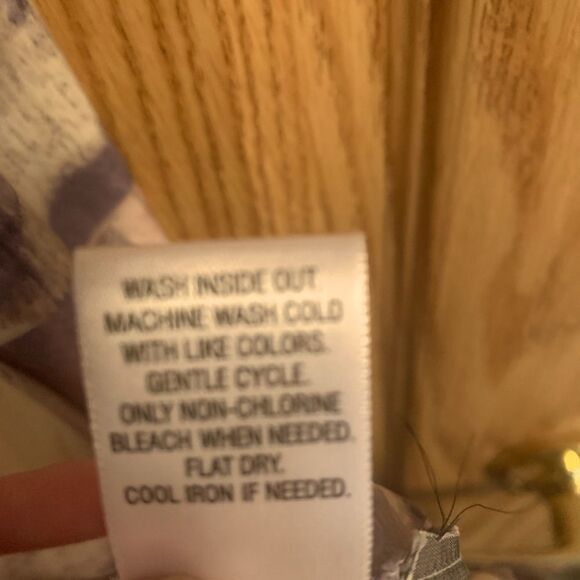 WASH INSIDE OUT
MACHINE WASH COLD
WITH LIKE COLORS.
GENTLE CYCLE.
ONLY NON-CHLORINE
BLEACH WHEN NEEDED.
FLAT DRY.
COOL IRON IF NEEDED.